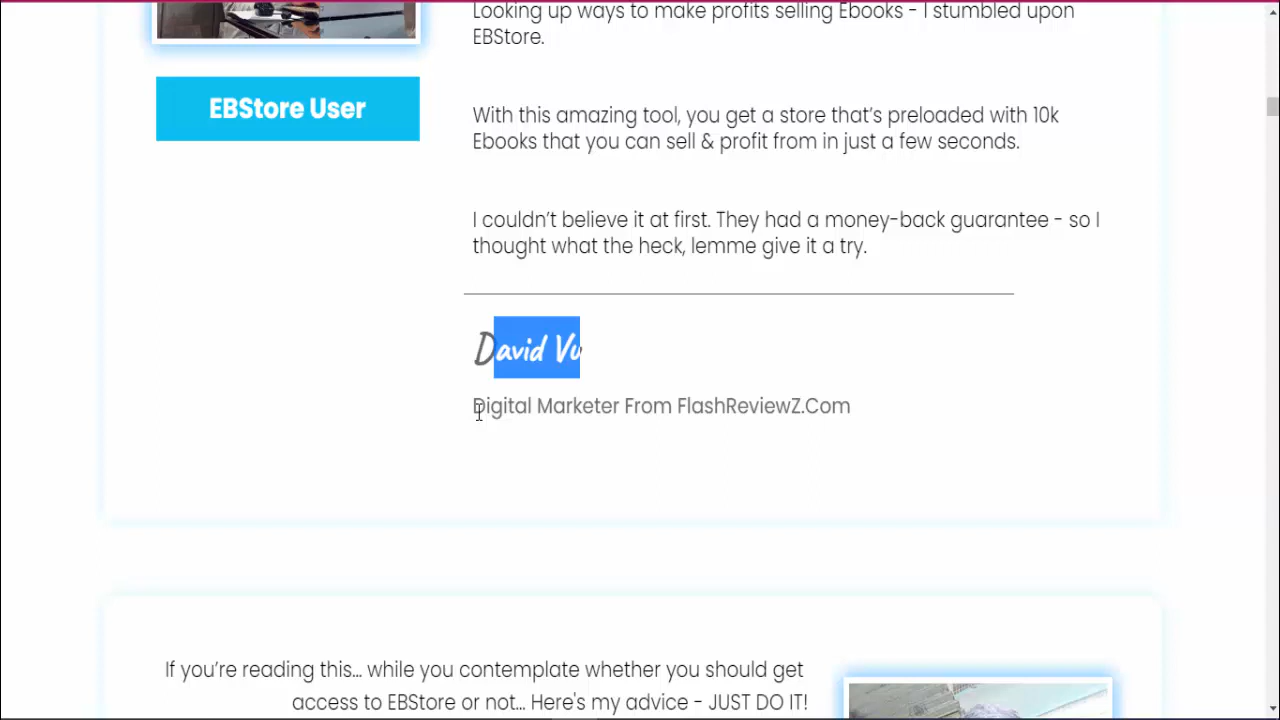 Looking up ways to make profits selling Ebooks - I stumbled upon
EBStore.
EBStore User
With this amazing tool, you get a store that's preloaded with 10k
Ebooks that you can sell & profit from in just a few seconds.
I couldn't believe it at first. They had a money-back guarantee - so I
thought what the heck, lemme give it a try.
David Vu
Digital Marketer From FlashReviewZ.Com
If you're reading this... while you contemplate whether you should get
access to EBStore or not... Here's my advice - JUST DO IT!